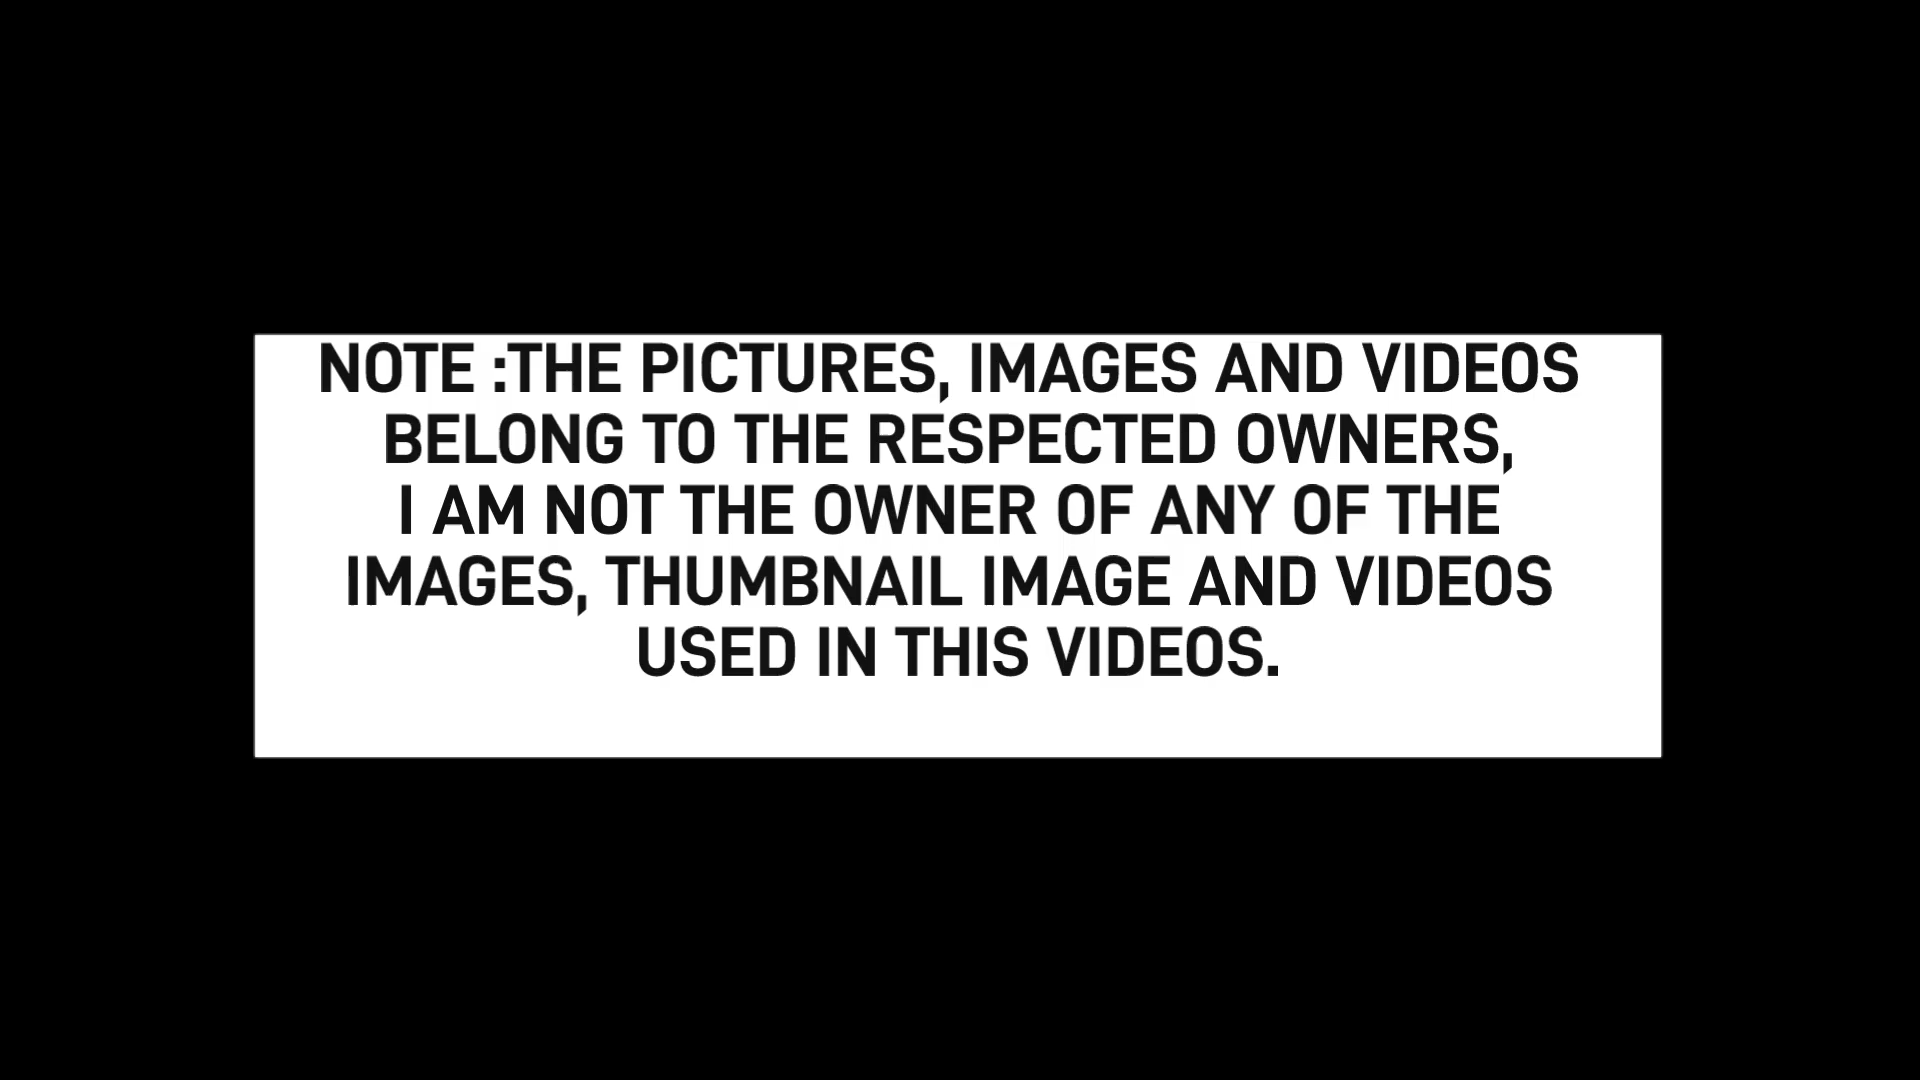 NOTE :THE PICTURES, IMAGES AND VIDEOS
BELONG TO THE RESPECTED OWNERS,
I AM NOT THE OWNER OF ANY OF THE
IMAGES, THUMBNAIL IMAGE AND VIDEOS
USED IN THIS VIDEOS.